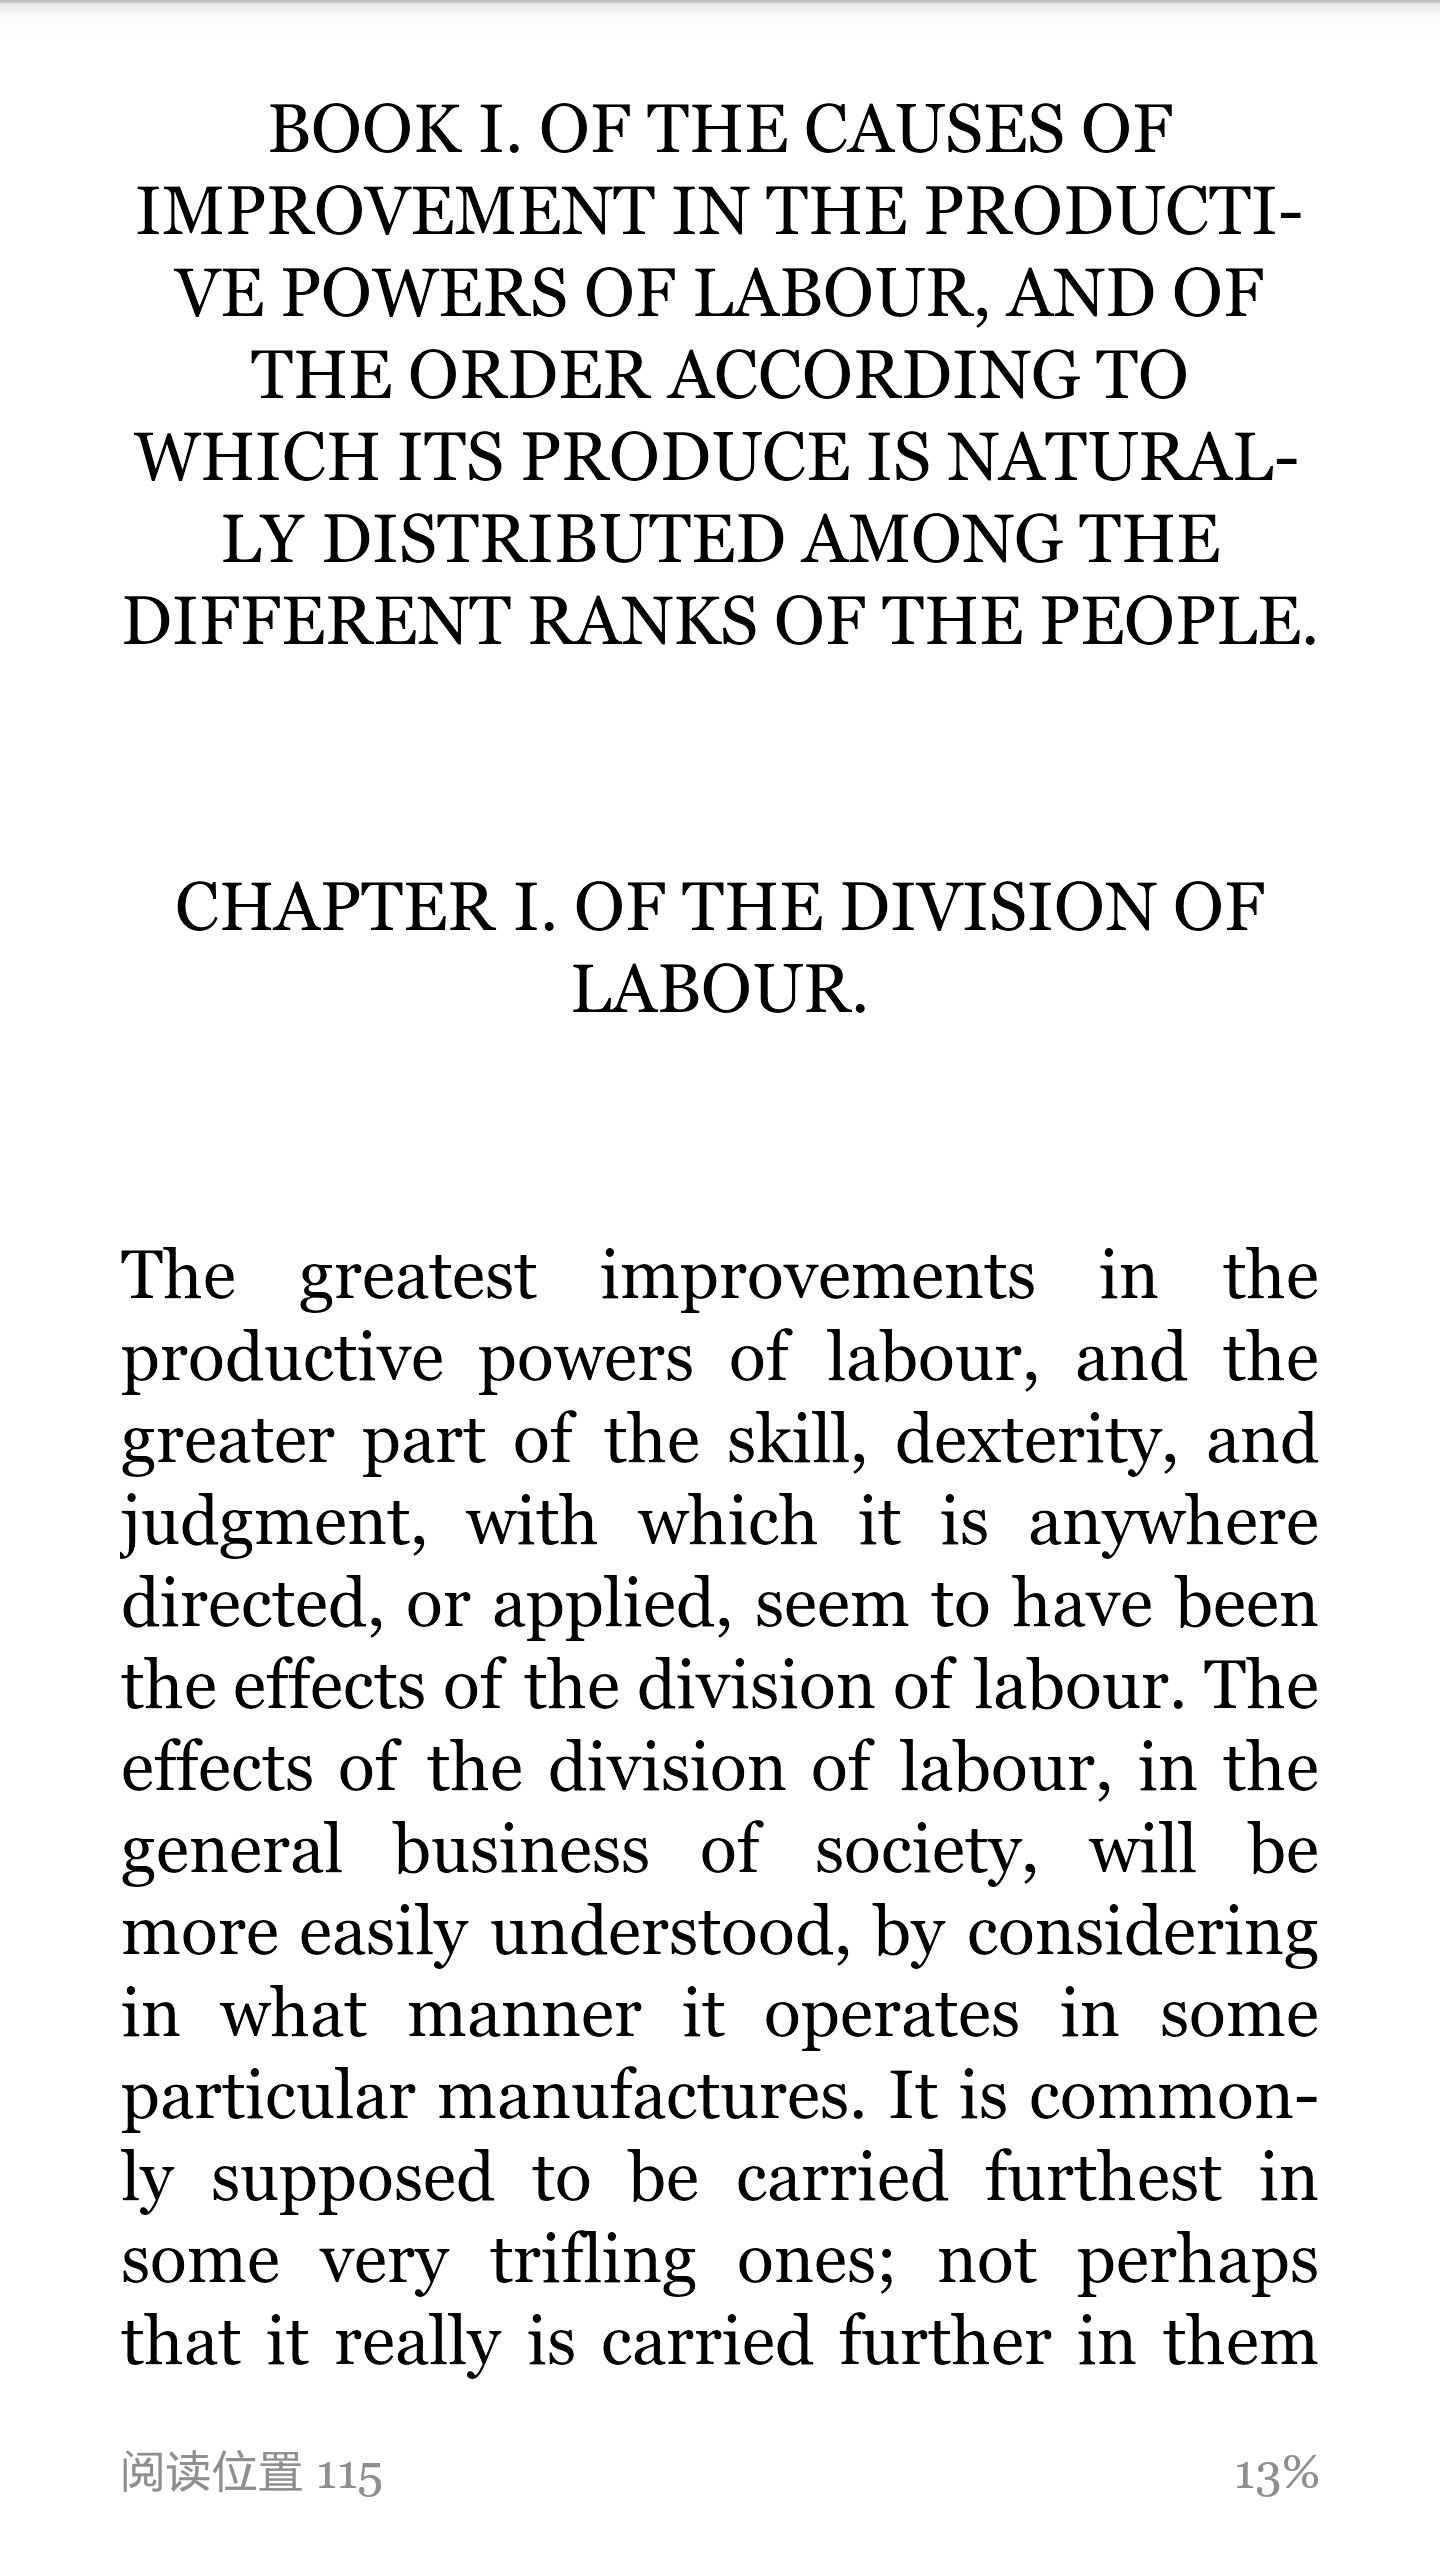 BOOK I. OF THE CAUSES OF
IMPROVEMENT IN THE PRODUCTI-
VE POWERS OF LABOUR, AND OF
THE ORDER ACCORDING TO
WHICH ITS PRODUCE IS NATURAL-
LY DISTRIBUTED AMONG THE
DIFFERENT RANKS OF THE PEOPLE.
CHAPTER I. OF THE DIVISION OF
LABOUR.
The greatest improvements in the
productive powers of labour, and the
greater part of the skill, dexterity, and
judgment, with which it is anywhere
directed, or applied, seem to have been
the effects of the division of labour. The
effects of the division of labour, in the
general business of society, will be
more easily understood, by considering
in what manner it operates in some
particular manufactures. It is common-
ly supposed to be carried furthest in
some very trifling ones; not perhaps
that it really is carried further in them
阅读位置 115
13%